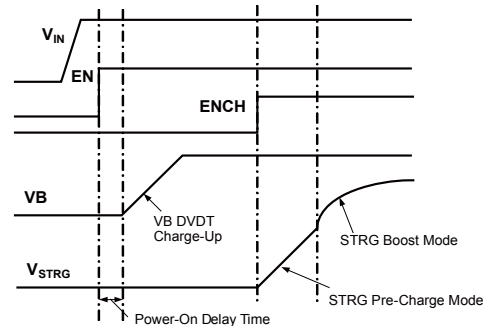 VIN
EN
ENCH
VB
VB DVDT
Charge-Up
STRG Boost Mode
VSTRG
STRG Pre-Charge Mode
Power-On Delay Time